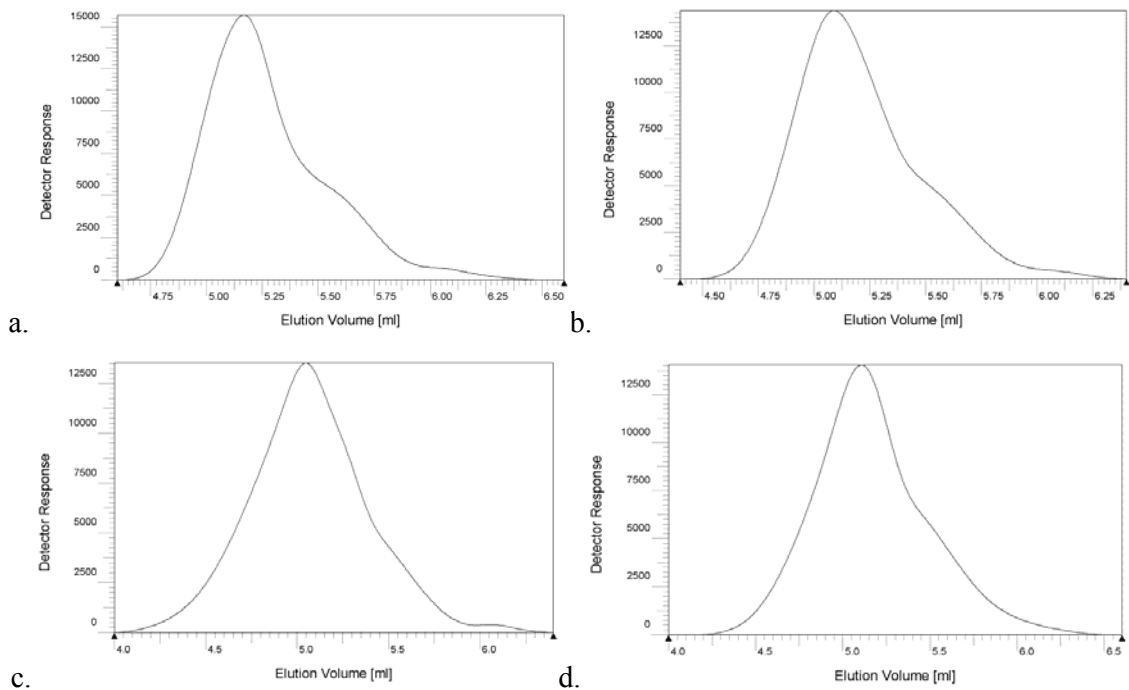 15000
12500
10000
7500
5000
2500
0
Detector Response
4.75 5.00 5.25 5.50 5.75 6.00 6.25 6.50
Elution Volume [ml]
a.
12500
10000
7500
5000
2500
0
Detector Response
4.50 4.75 5.00 5.25 5.50 5.75 6.00 6.25
Elution Volume [ml]
b.
12500
10000
7500
5000
2500
0
Detector Response
4.0 4.5 5.0 5.5 6.0
Elution Volume [ml]
c.
12500
10000
7500
5000
2500
0
Detector Response
4.0 4.5 5.0 5.5 6.0 6.5
Elution Volume [ml]
d.